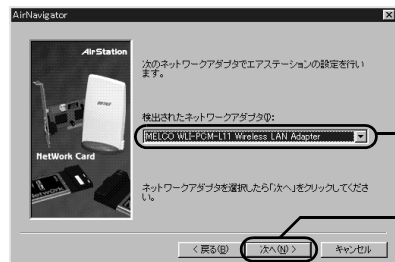 AirNavigator
AirStation
NetWork Card
次のネットワークアダプタでエアステーションの設定を行い
ます。
検出されたネットワークアダプタ(D):
MELCO WLI-PCM-L11 Wireless LAN Adapter
ネットワークアダプタを選択したら「次へ」をクリックしてくださ
い。
< 戻る(B)
次へ(N) >
キャンセル